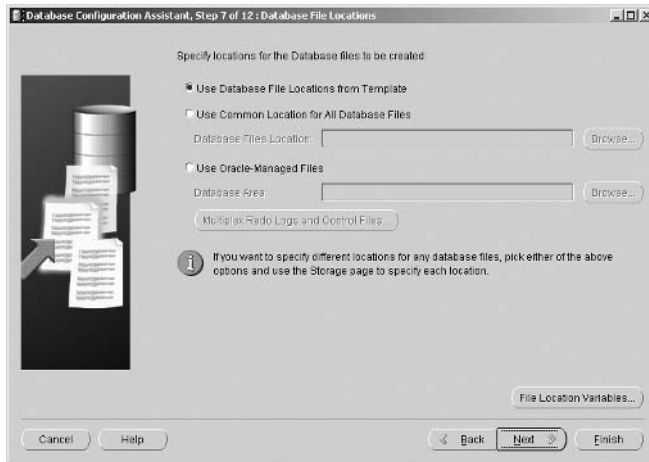 Database Configuration Assistant, Step 7 of 12 : Database File Locations
Specify locations for the Database files to be created:
Use Database File Locations from Template
Use Common Location for All Database Files
Database Files Location:
Browse...
Use Oracle-Managed Files
Database Area:
Browse...
Multiplex Redo Logs and Control Files...
If you want to specify different locations for any database files, pick either of the above
options and use the Storage page to specify each location.
File Location Variables...
Cancel
Help
Back
Next
Finish